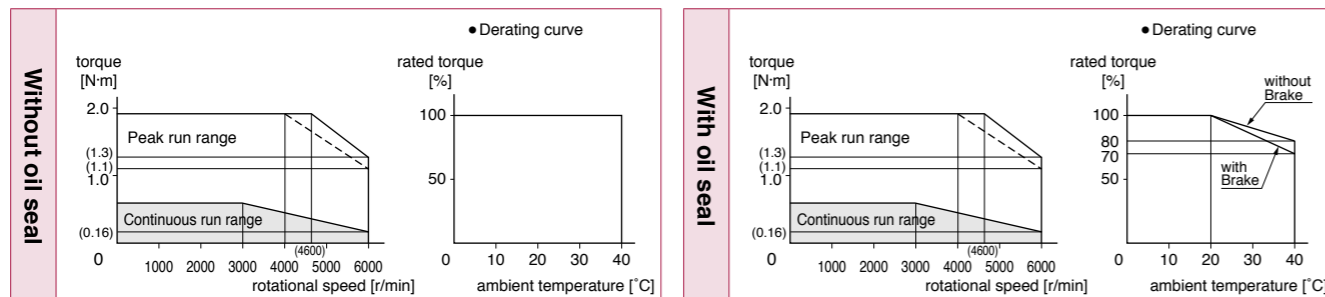 Without oil seal
torque
[N·m]
2.0
Peak run range
(1.3)
(1.1)
1.0
Continuous run range
(0.16)
0
(4600)
1000 2000 3000 4000 5000 6000
rotational speed [r/min]
● Derating curve
rated torque
[%]
100
50
0 10 20 30 40
ambient temperature [˚C]
With oil seal
torque
[N·m]
2.0
Peak run range
(1.3)
(1.1)
1.0
Continuous run range
(0.16)
0
(4600)
1000 2000 3000 4000 5000 6000
rotational speed [r/min]
● Derating curve
rated torque
[%]
without
Brake
100
80
70
with
Brake
50
0 10 20 30 40
ambient temperature [˚C]